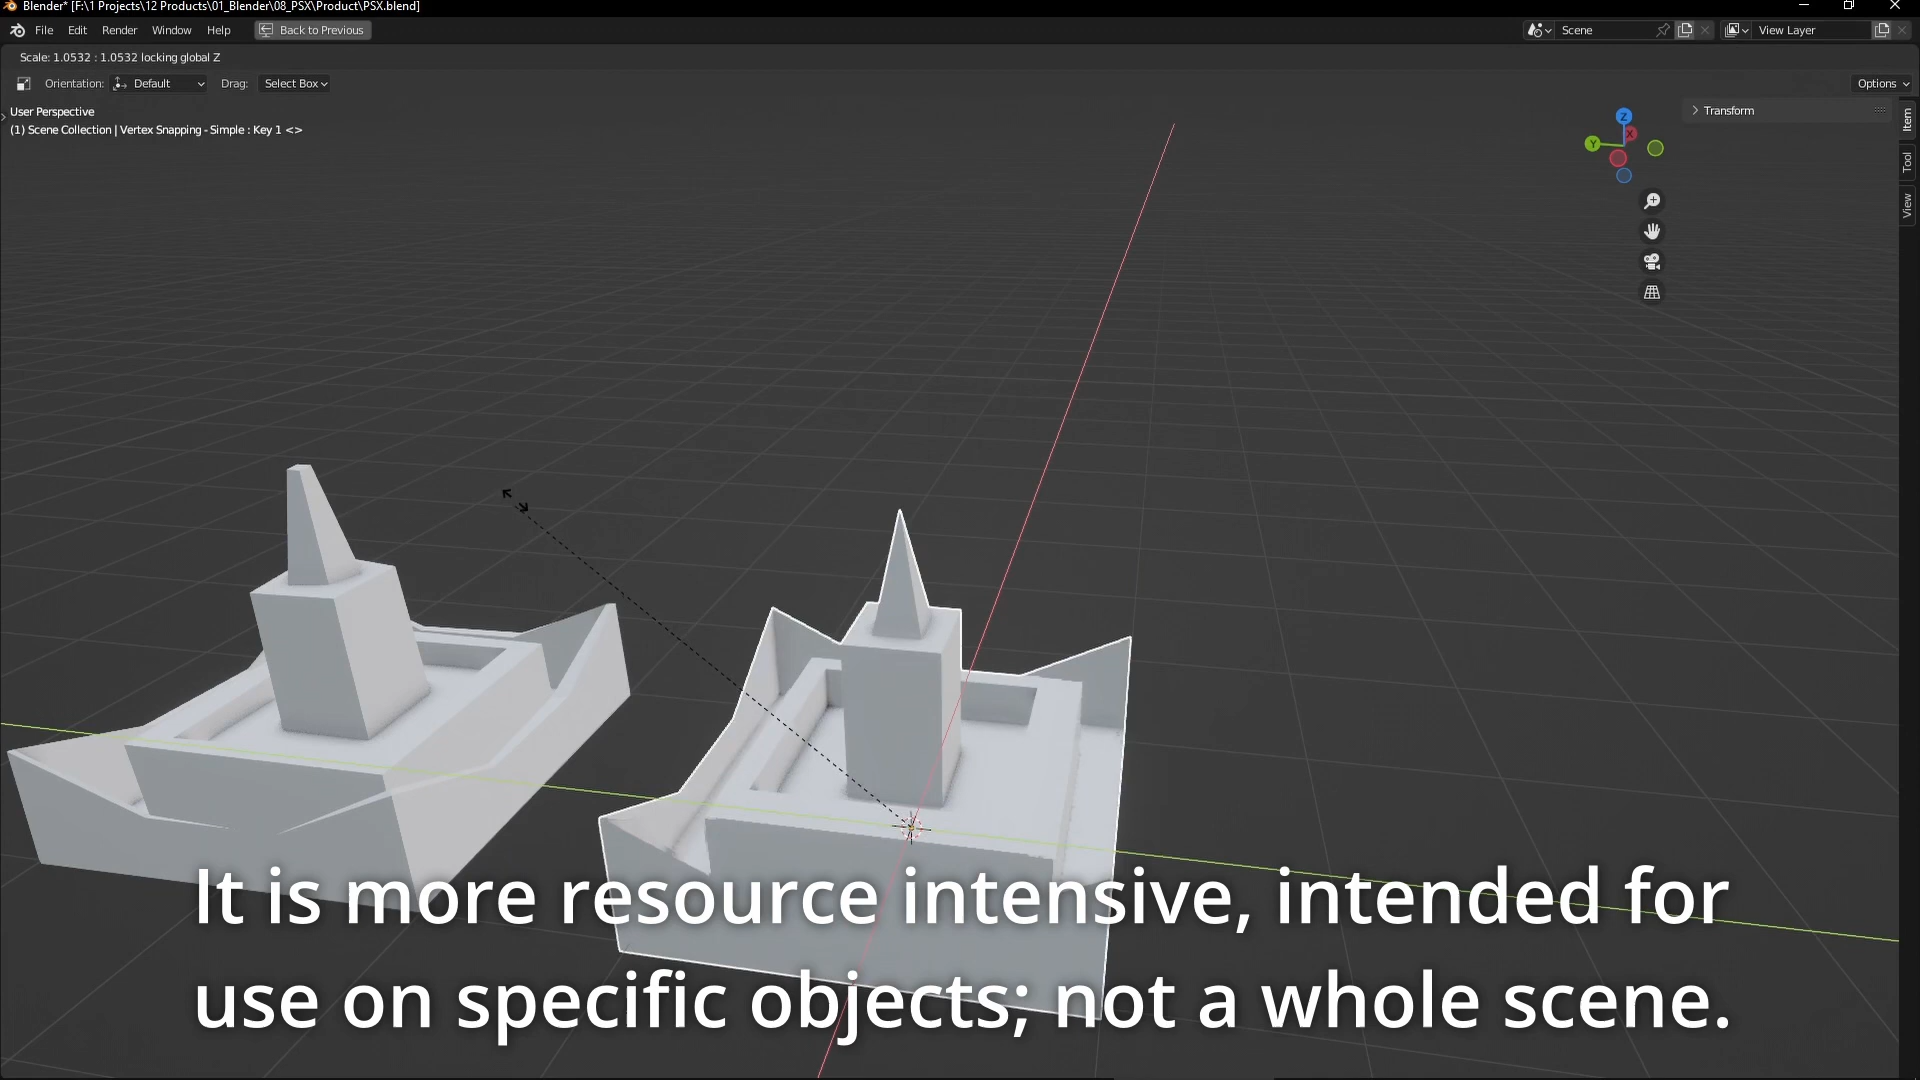 Blender* [F:\1 Projects\12 Products\01_Blender\08_PSX\Product\PSX.blend]
File Edit Render Window Help Back to Previous Scene View Layer
Scale: 1.0532 : 1.0532 locking global Z
Orientation: Default Drag: Select Box Options
User Perspective
(1) Scene Collection | Vertex Snapping - Simple : Key 1 <>
Transform
Item
Tool
View
Z
X
Y
It is more resource intensive, intended for
use on specific objects; not a whole scene.